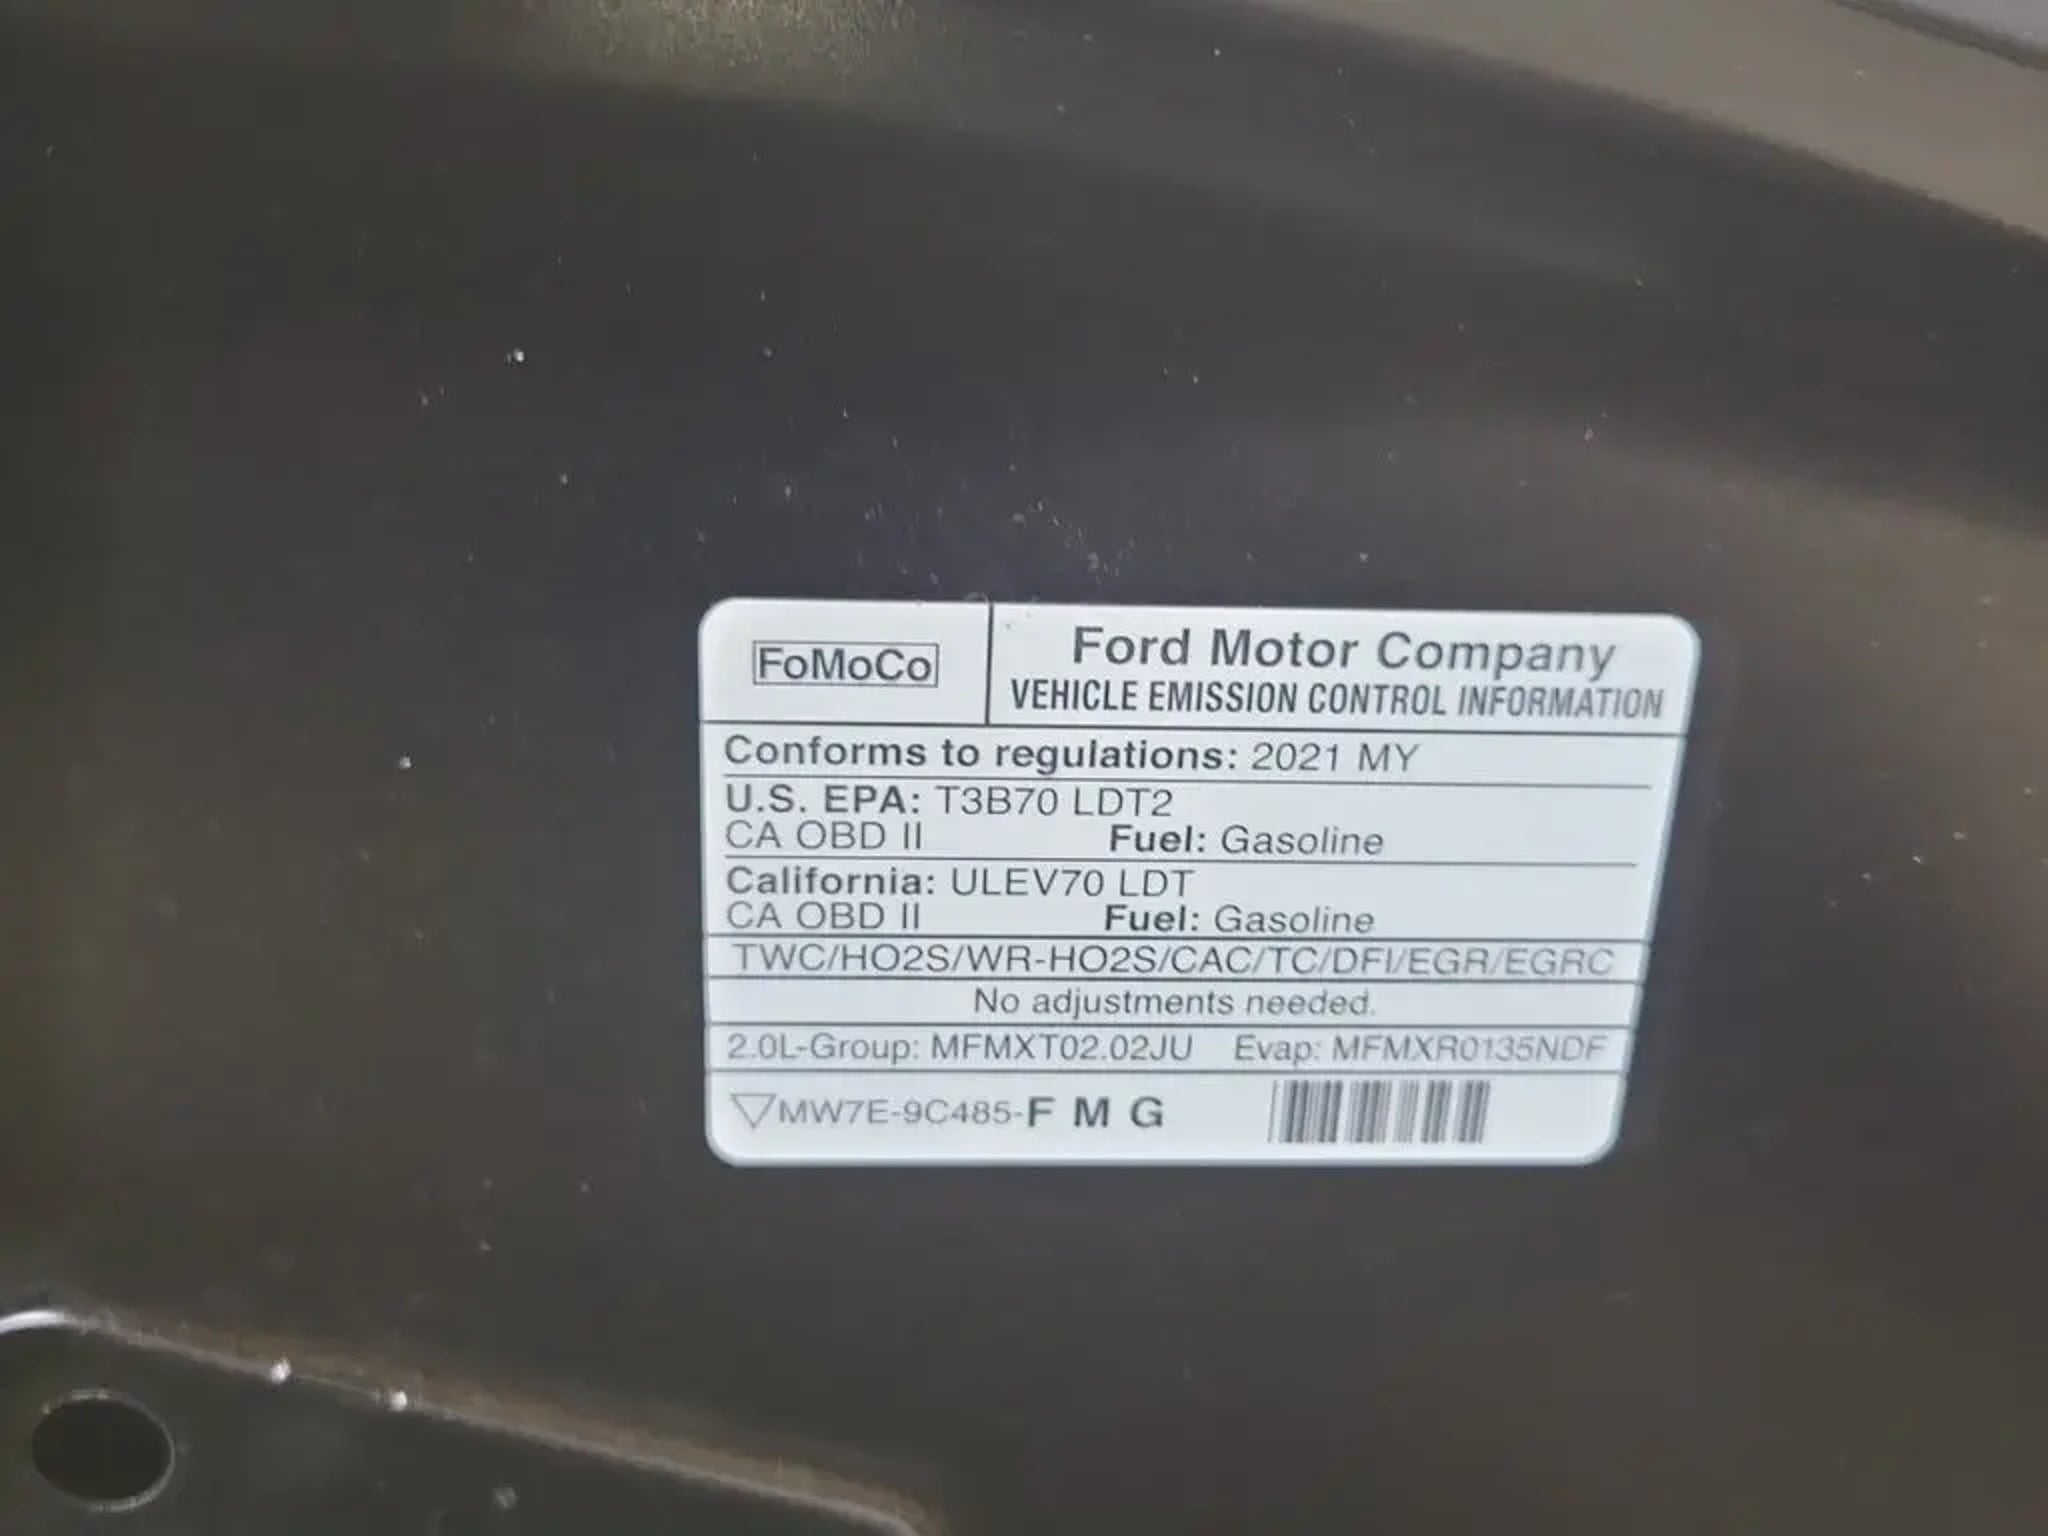 FoMoCo
Ford Motor Company
VEHICLE EMISSION CONTROL INFORMATION
Conforms to regulations: 2021 MY
U.S. EPA: T3B70 LDT2
CA OBD II Fuel: Gasoline
California: ULEV70 LDT
CA OBD II Fuel: Gasoline
TWC/HO2S/WR-HO2S/CAC/TC/DFI/EGR/EGRC
No adjustments needed.
2.0L-Group: MFMXT02.02JU Evap: MFMXR0135NDF
MW7E-9C485-F M G